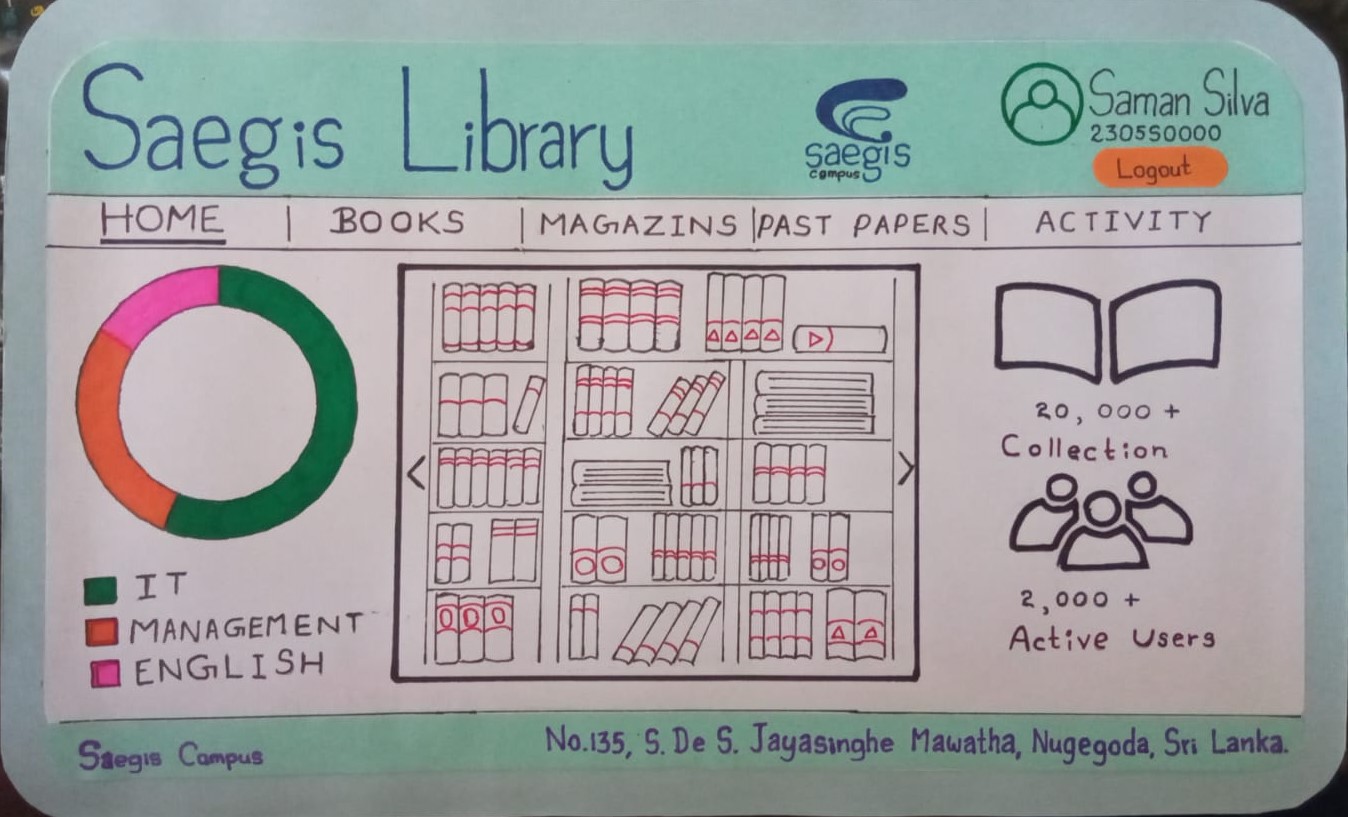 Saegis Library
saegis
campus
Saman Silva
2305S0000
Logout
HOME | BOOKS | MAGAZINS | PAST PAPERS | ACTIVITY
20,000 +
Collection
2,000 +
Active Users
IT
MANAGEMENT
ENGLISH
Saegis Campus
No.135, S. De S. Jayasinghe Mawatha, Nugegoda, Sri Lanka.